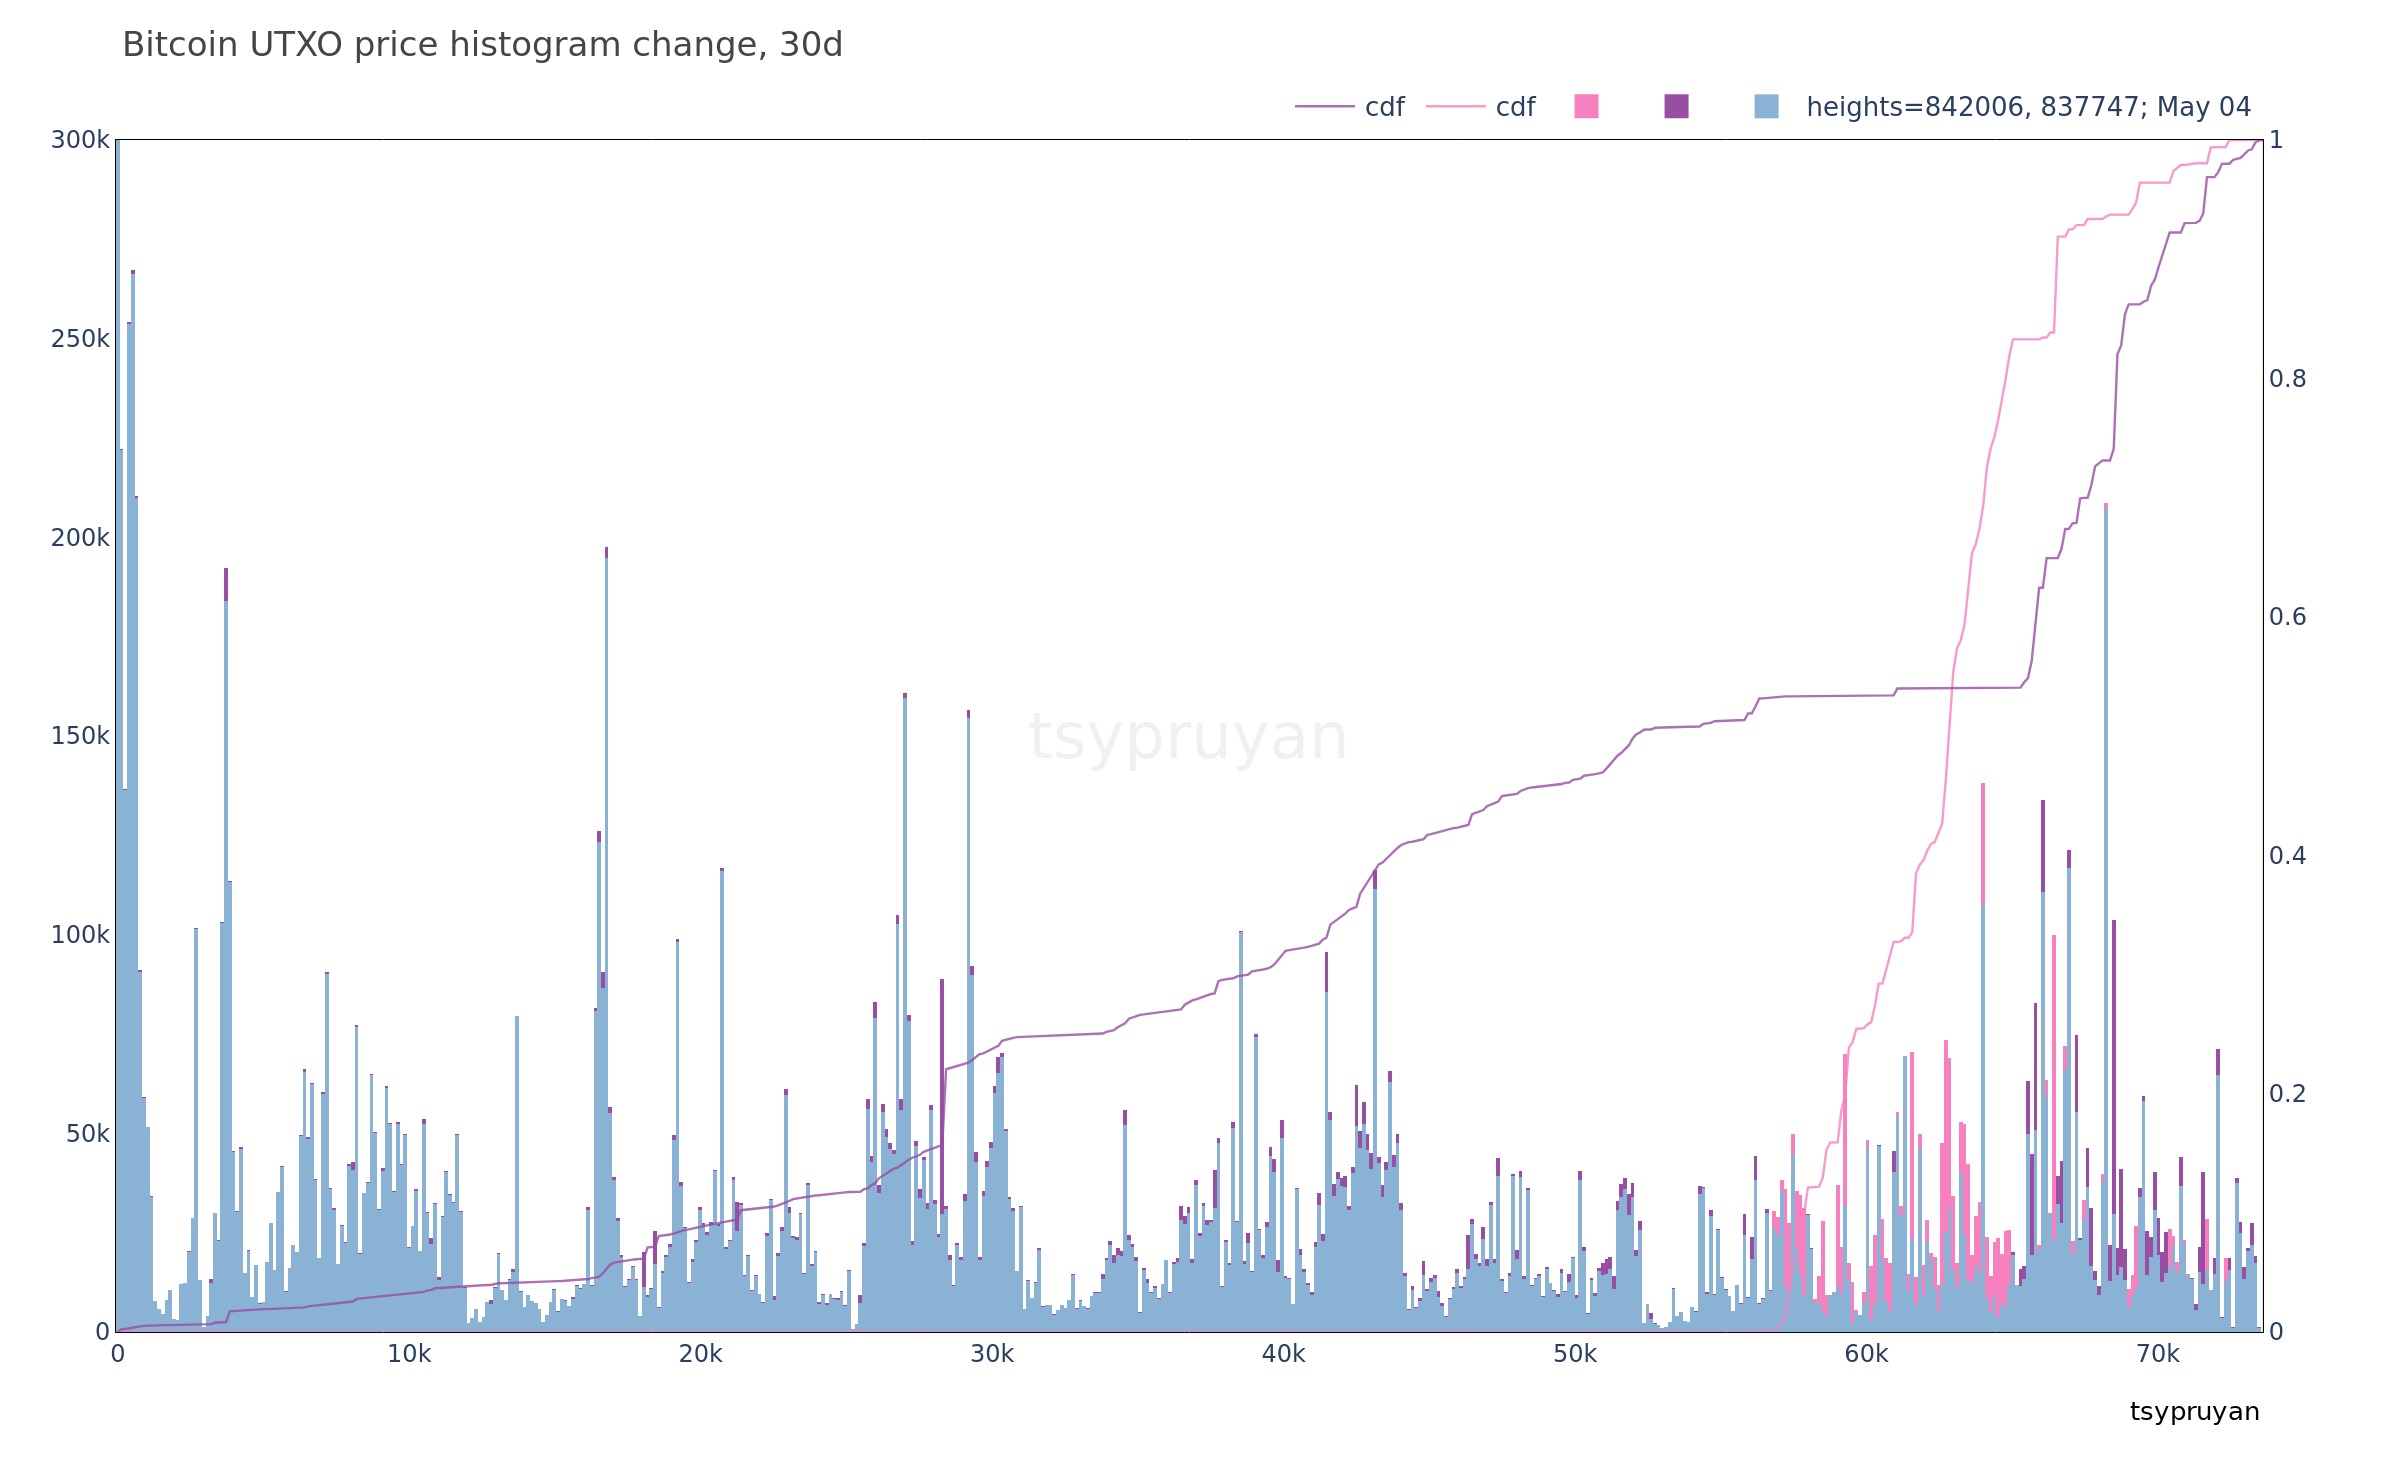 Bitcoin UTXO price histogram change, 30d
cdf cdf heights=842006, 837747; May 04
300k
250k
200k
150k
100k
50k
0
1
0.8
0.6
0.4
0.2
0
tsypruyan
0 10k 20k 30k 40k 50k 60k 70k
tsypruyan